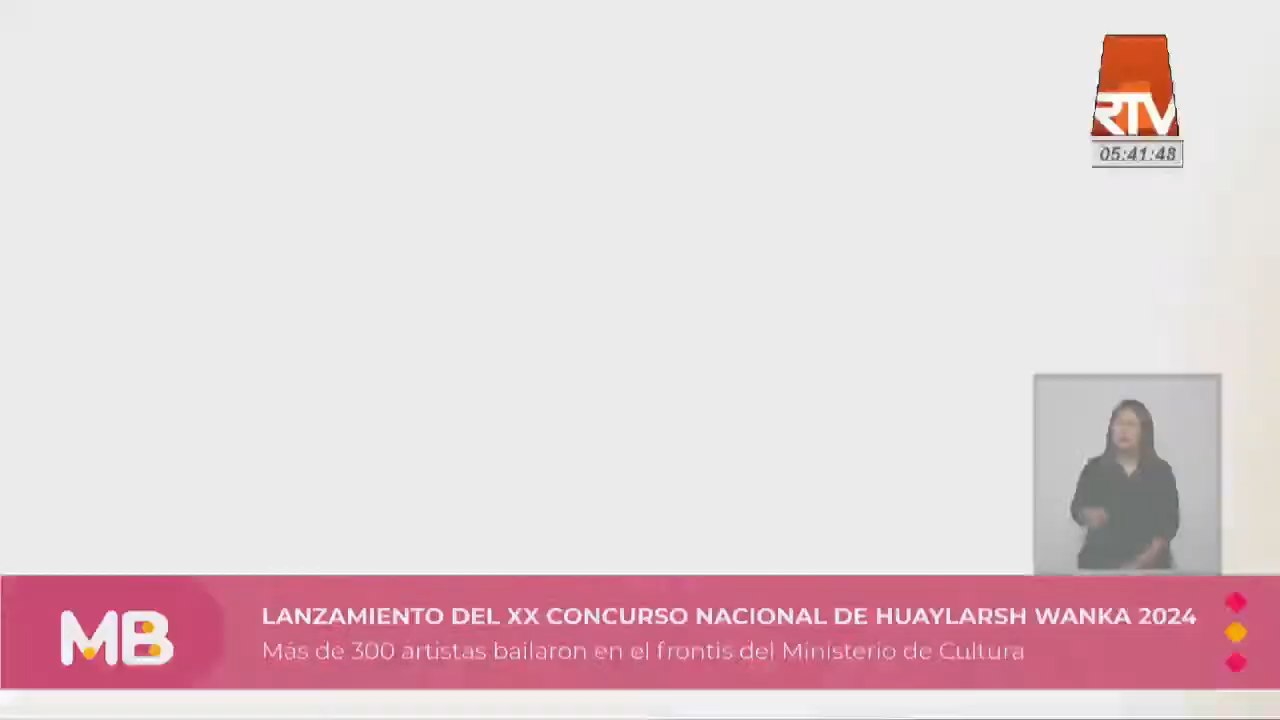 RTV
05:41:48
MB
LANZAMIENTO DEL XX CONCURSO NACIONAL DE HUAYLARSH WANKA 2024
Más de 300 artistas bailaron en el frontis del Ministerio de Cultura